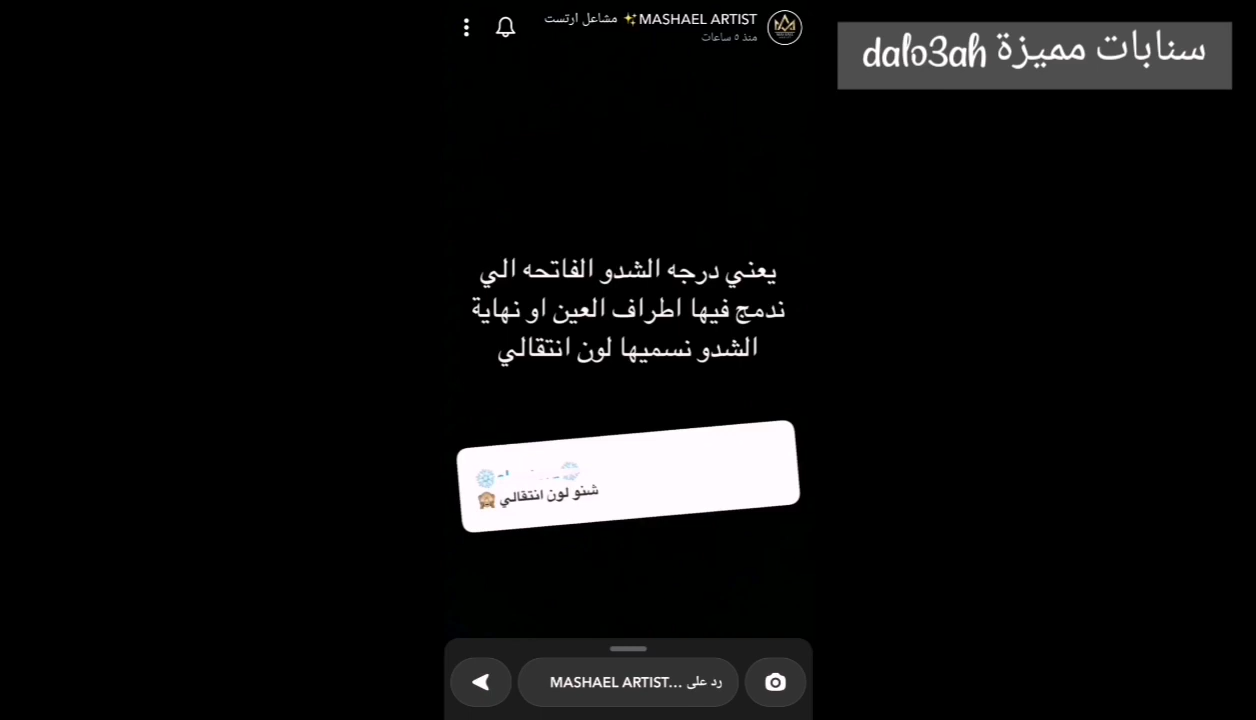 MASHAEL ARTIST✨ مشاعل ارتست
منذ ٥ ساعات
سنابات مميزة dalo3ah
يعني درجه الشدو الفاتحه الي
ندمج فيها اطراف العين او نهاية
الشدو نسميها لون انتقالي
شنو لون انتقالي 🙈
رد على MASHAEL ARTIST...